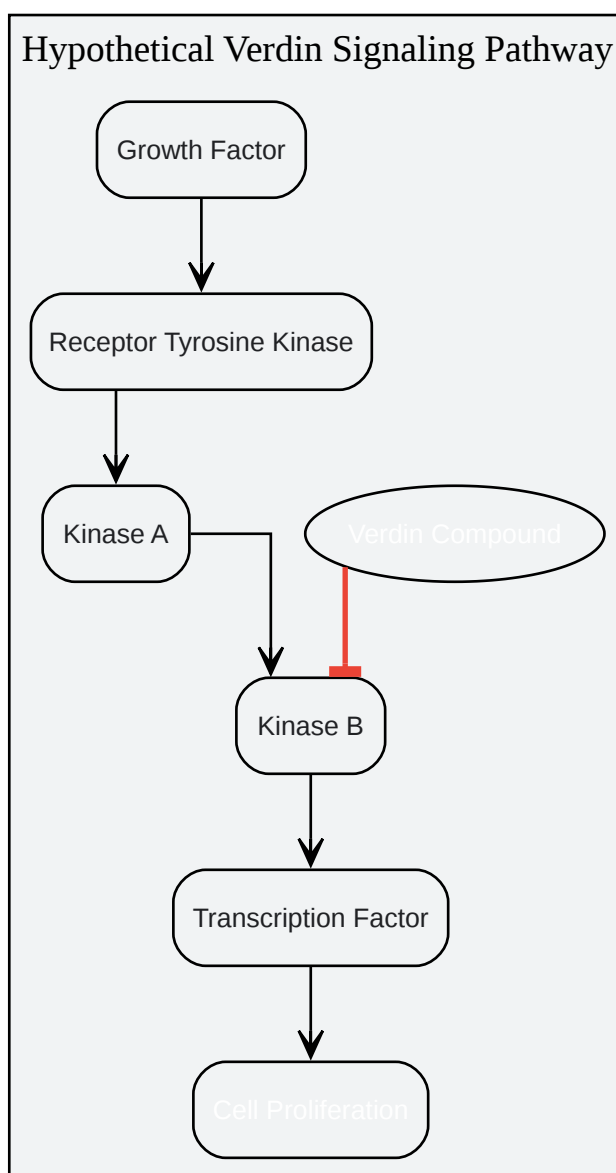 Hypothetical Verdin Signaling Pathway
Growth Factor
Receptor Tyrosine Kinase
Kinase A
Verdin Compound
Kinase B
Transcription Factor
Cell Proliferation